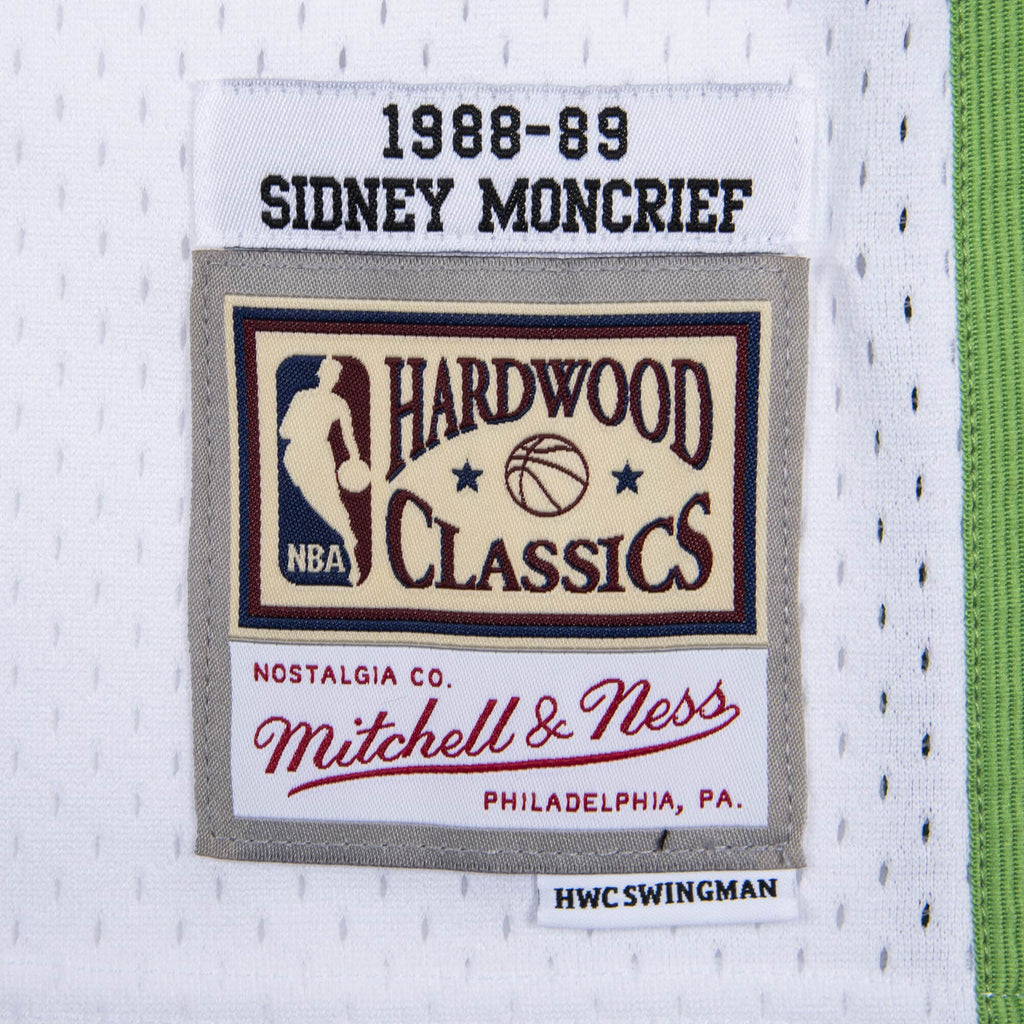 1988-89
SIDNEY MONCRIEF
HARDWOOD
CLASSICS
NBA
NOSTALGIA CO.
Mitchell & Ness
PHILADELPHIA, PA.
HWC SWINGMAN